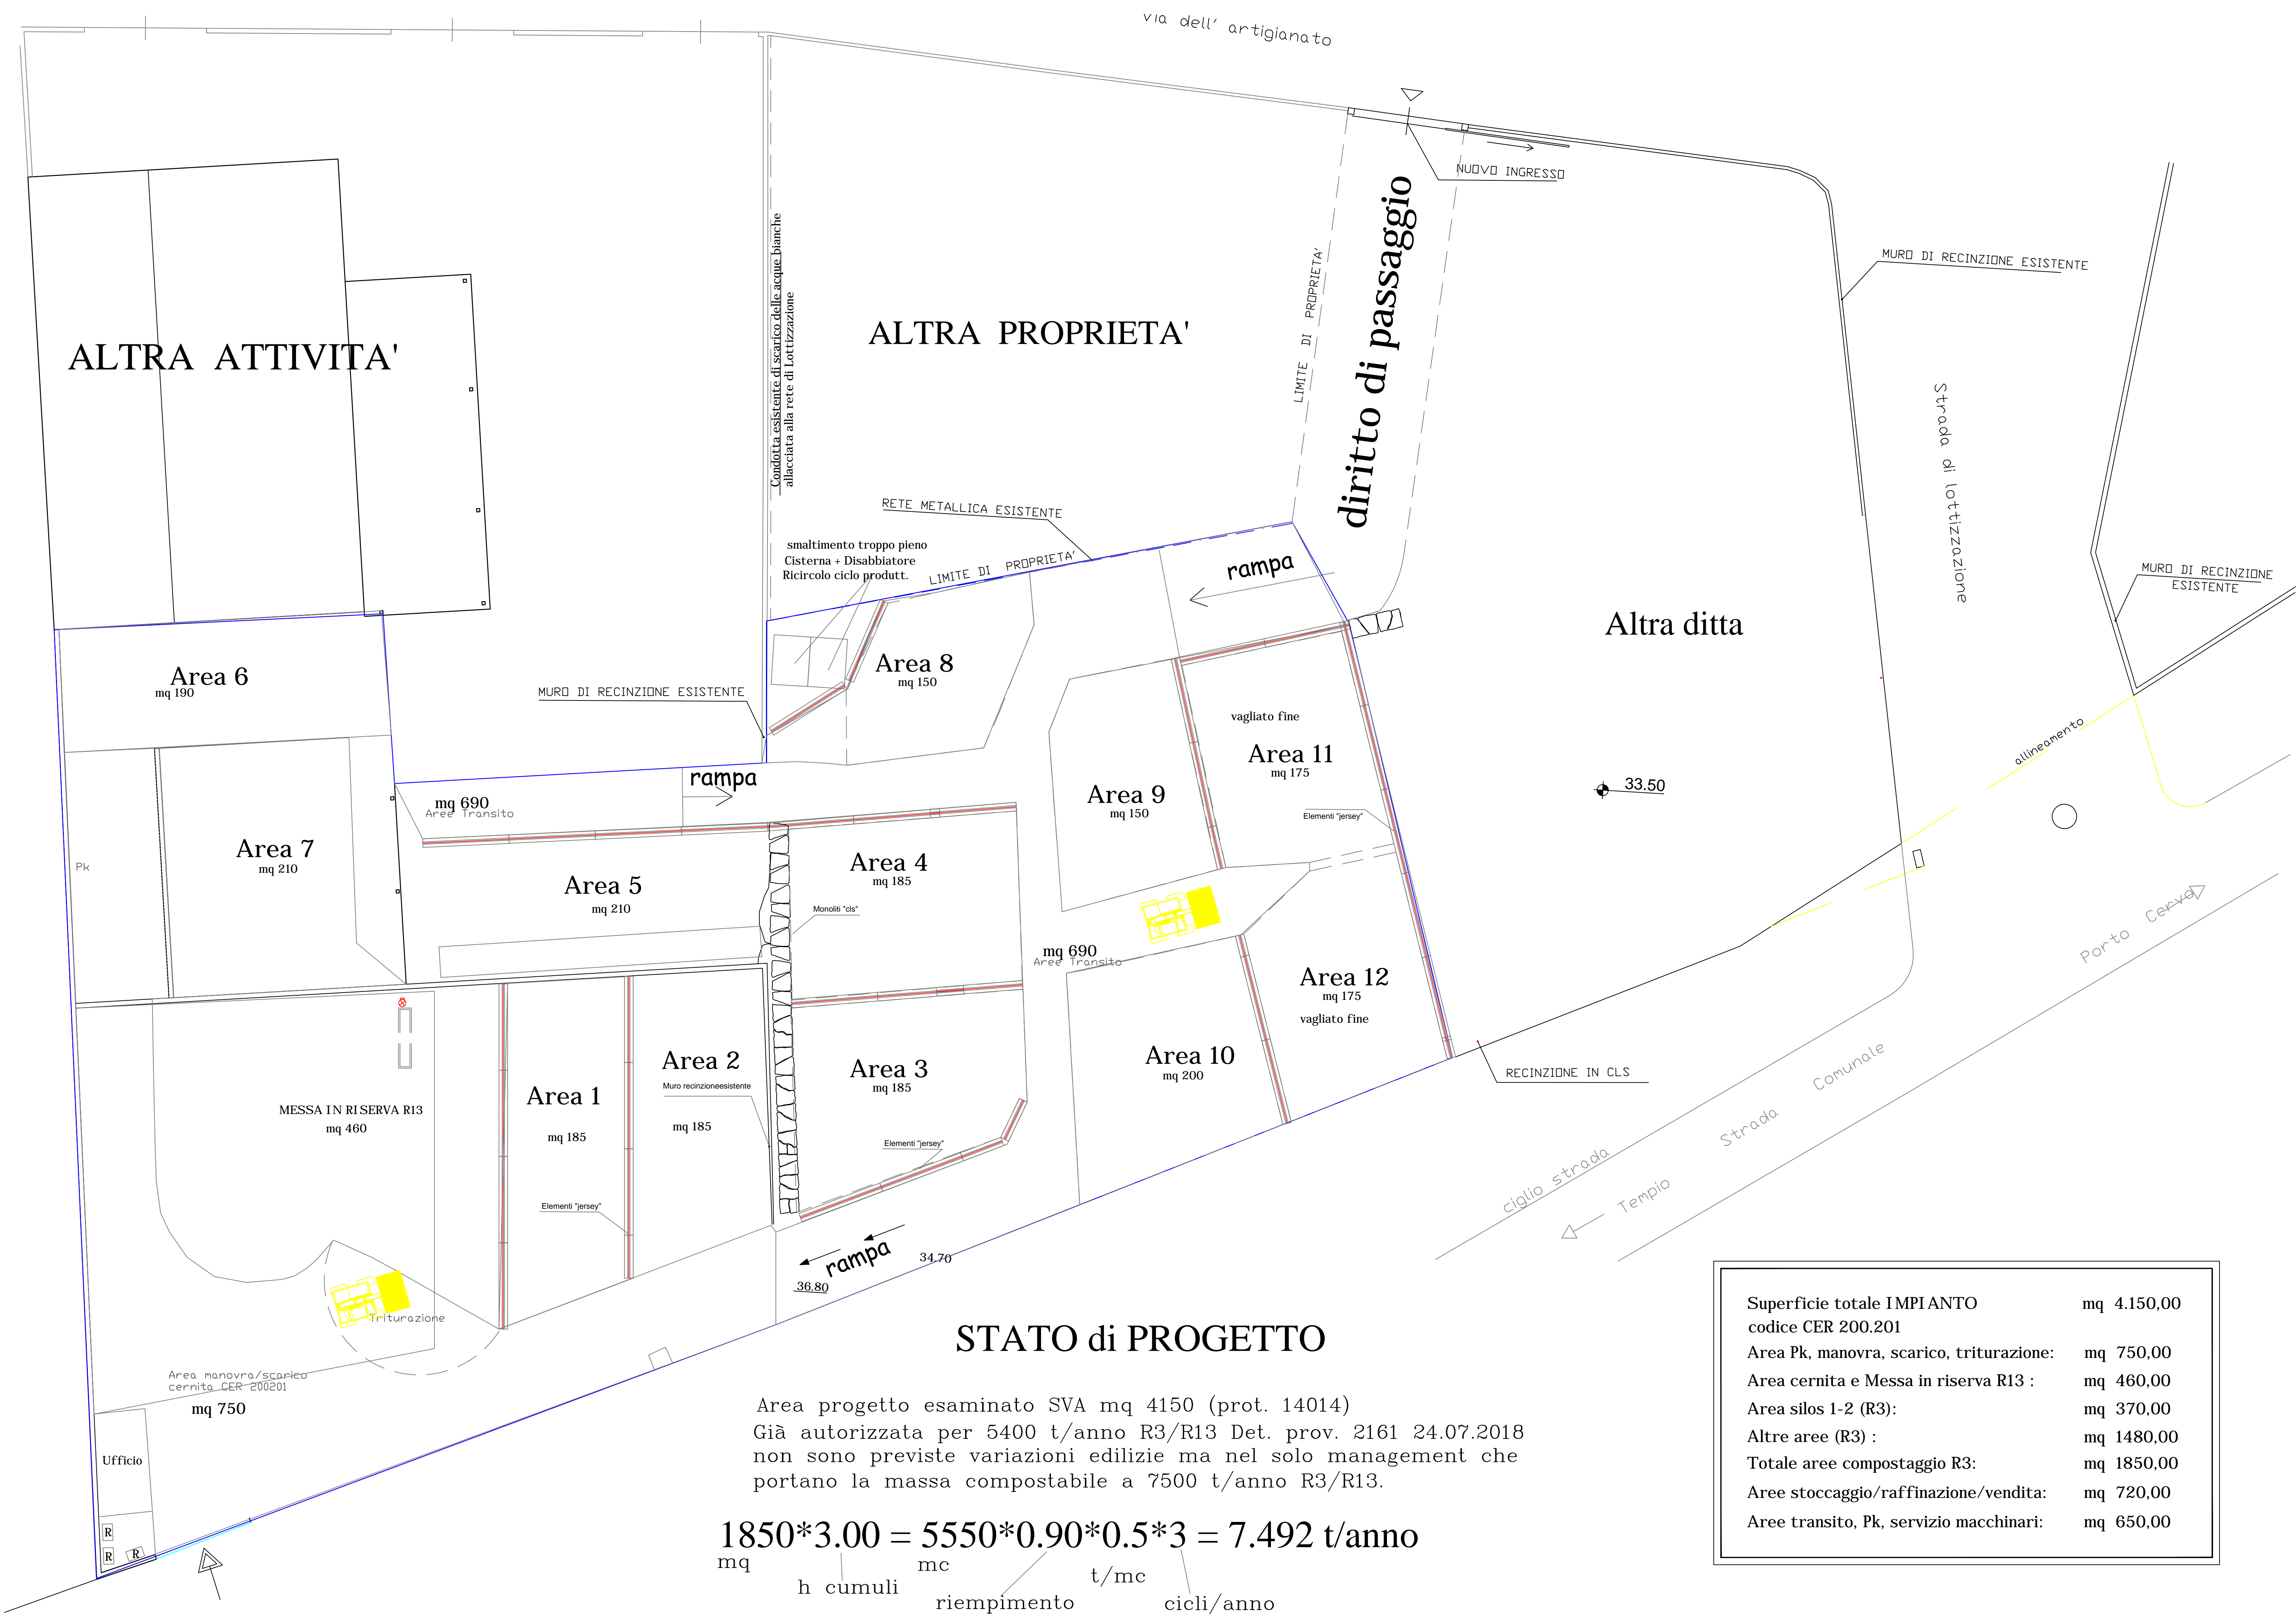 via dell' artigianato
NUOVO INGRESSO
diritto di passaggio
LIMITE DI PROPRIETA'
MURO DI RECINZIONE ESISTENTE
Condotta esistente di scarico delle acque bianche
allacciata alla rete di Lottizzazione
ALTRA PROPRIETA'
ALTRA ATTIVITA'
Strada di lottizzazione
RETE METALLICA ESISTENTE
smaltimento troppo pieno
Cisterna + Disabbiatore
Ricircolo ciclo produtt.
LIMITE DI PROPRIETA'
rampa
MURO DI RECINZIONE
ESISTENTE
Altra ditta
Area 6
mq 190
Area 8
mq 150
MURO DI RECINZIONE ESISTENTE
vagliato fine
Area 11
mq 175
allineamento
rampa
33.50
mq 690
Aree Transito
Area 9
mq 150
Elementi "jersey"
Area 7
mq 210
Pk
Area 5
mq 210
Area 4
mq 185
Monoliti "cls"
Porto Cervo
mq 690
Aree Transito
Area 12
mq 175
vagliato fine
Area 10
mq 200
Area 2
Muro recinzioneesistente
mq 185
Area 3
mq 185
Area 1
mq 185
MESSA IN RISERVA R13
mq 460
RECINZIONE IN CLS
Strada Comunale
Elementi "jersey"
Elementi "jersey"
ciglio strada
Tempio
rampa
34.70
36.80
Triturazione
Area manovra/scarico
cernita CER 200201
mq 750
Ufficio
R
R
R
STATO di PROGETTO
Area progetto esaminato SVA mq 4150 (prot. 14014)
Già autorizzata per 5400 t/anno R3/R13 Det. prov. 2161 24.07.2018
non sono previste variazioni edilizie ma nel solo management che
portano la massa compostabile a 7500 t/anno R3/R13.
1850*3.00 = 5550*0.90*0.5*3 = 7.492 t/anno
mq
h cumuli
mc
riempimento
t/mc
cicli/anno
Superficie totale IMPIANTO mq 4.150,00
codice CER 200.201
Area Pk, manovra, scarico, triturazione: mq 750,00
Area cernita e Messa in riserva R13 : mq 460,00
Area silos 1-2 (R3): mq 370,00
Altre aree (R3) : mq 1480,00
Totale aree compostaggio R3: mq 1850,00
Aree stoccaggio/raffinazione/vendita: mq 720,00
Aree transito, Pk, servizio macchinari: mq 650,00